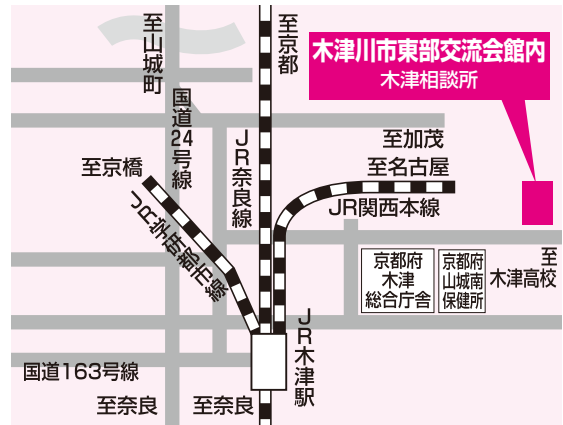 至山城町
至京都
木津川市東部交流会館内
木津相談所
国道24号線
JR奈良線
至加茂
至名古屋
至京橋
JR学研都市線
JR関西本線
京都府
木津
総合庁舎
京都府
山城南
保健所
至
木津高校
JR木津駅
国道163号線
至奈良
至奈良